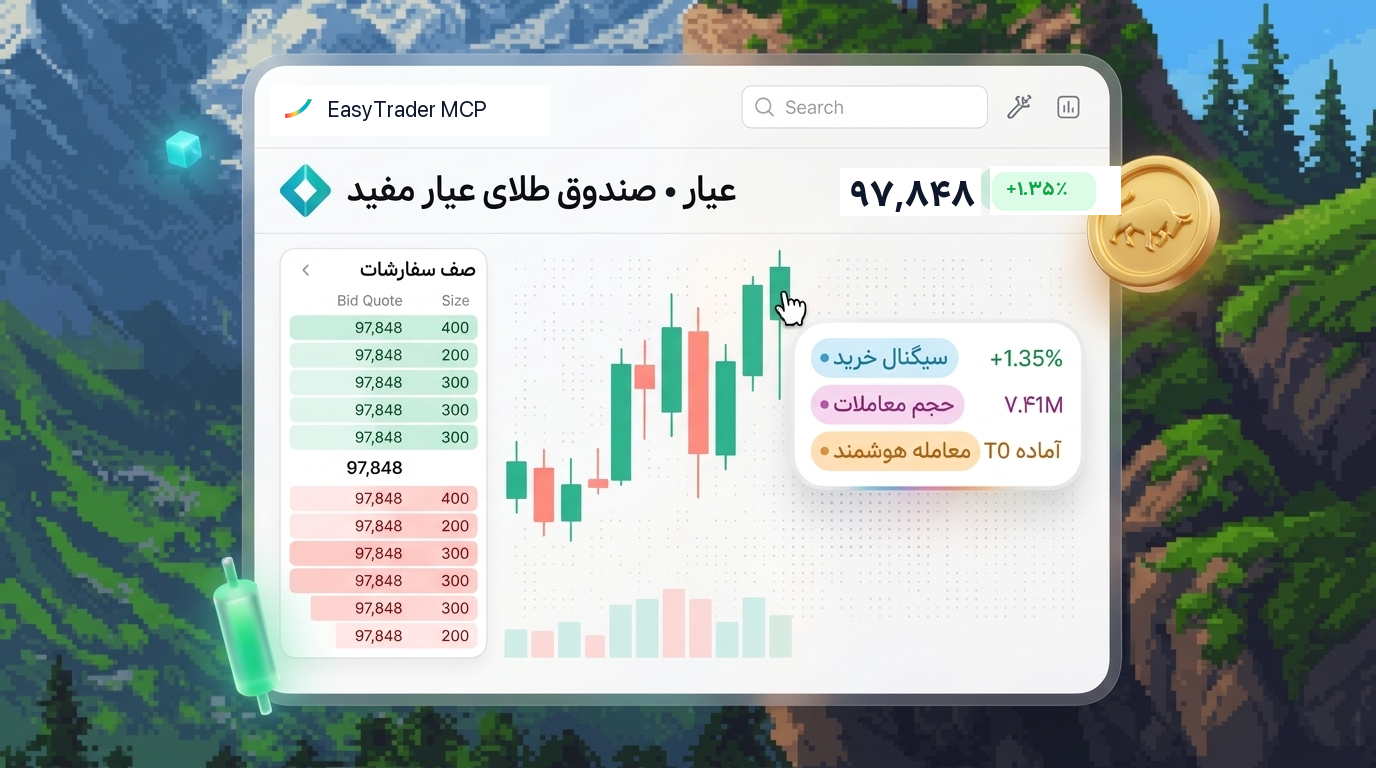 EasyTrader MCP
Search
عیار • صندوق طلای عیار مفید
۹۷,۸۴۸
+۱.۳۵٪
صف سفارشات
Bid Quote Size
97,848 400
97,848 200
97,848 300
97,848 300
97,848 300
97,848
97,848 400
97,848 200
97,848 300
97,848 300
97,848 300
97,848 200
سیگنال خرید +1.35%
حجم معاملات ۷.۴۱M
معامله هوشمند آماده T0